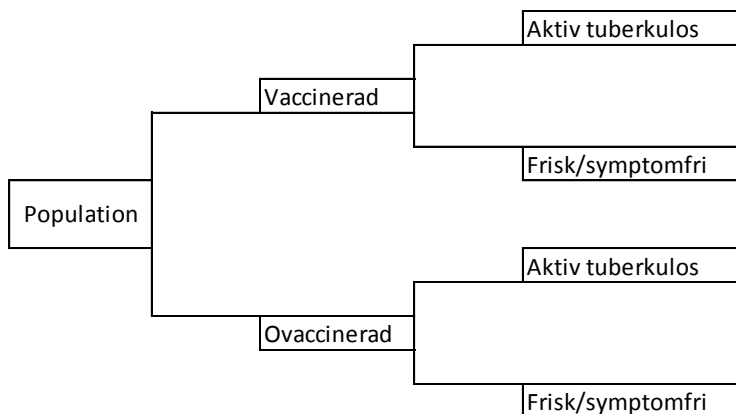 Aktiv tuberkulos
Vaccinerad
Frisk/symptomfri
Population
Aktiv tuberkulos
Ovaccinerad
Frisk/symptomfri